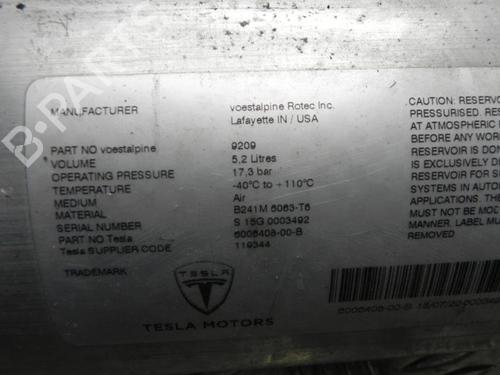 MANUFACTURER voestalpine Rotec Inc.
Lafayette IN / USA
PART NO voestalpine 9209
VOLUME 5,2 Litres
OPERATING PRESSURE 17,3 bar
TEMPERATURE -40°C to +110°C
MEDIUM Air
MATERIAL B241M 6063-T6
SERIAL NUMBER S 15G 0003492
PART NO Tesla 6006408-00-B
Tesla SUPPLIER CODE 119344
TRADEMARK
TESLA
TESLA MOTORS
CAUTION: RESERVO
PRESSURISED. RESE
AT ATMOSPHERIC
BEFORE ANY WOR
RESERVOIR IS DON
IS EXCLUSIVELY DE
RESERVOIR FOR
SYSTEMS IN AUTO
APPLICATIONS. THE
MUST NOT BE MOD
MANNER. LABEL MU
REMOVED
B-PARTS